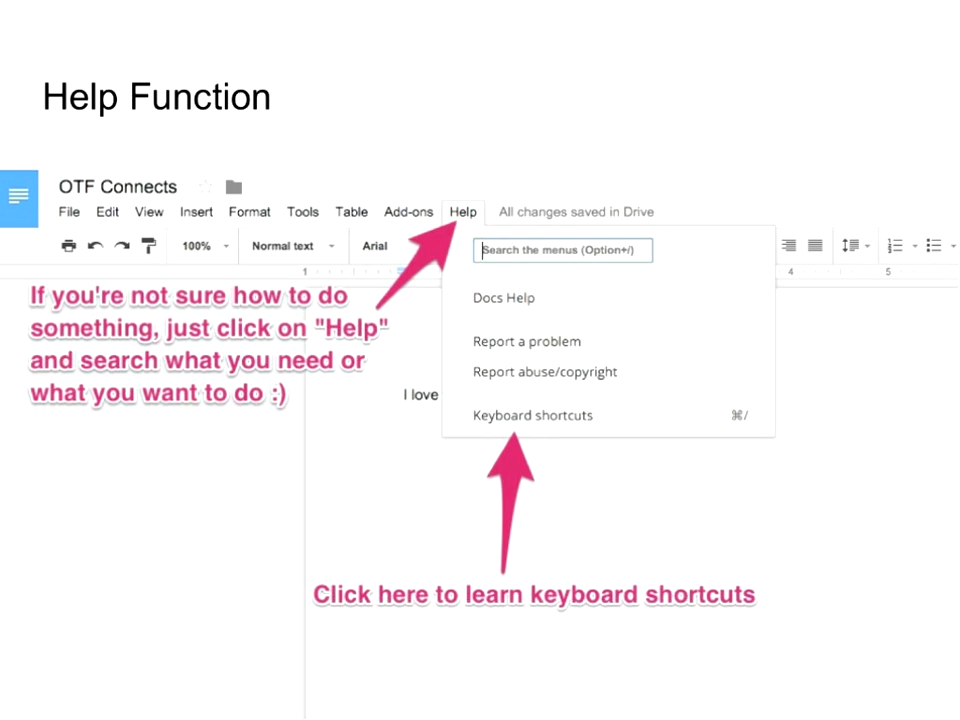 Help Function
OTF Connects
File Edit View Insert Format Tools Table Add-ons Help All changes saved in Drive
100% Normal text Arial
Search the menus (Option+/)
1 4 5
If you're not sure how to do
something, just click on "Help"
and search what you need or
what you want to do :)
Docs Help
Report a problem
Report abuse/copyright
I love
Keyboard shortcuts ⌘/
Click here to learn keyboard shortcuts